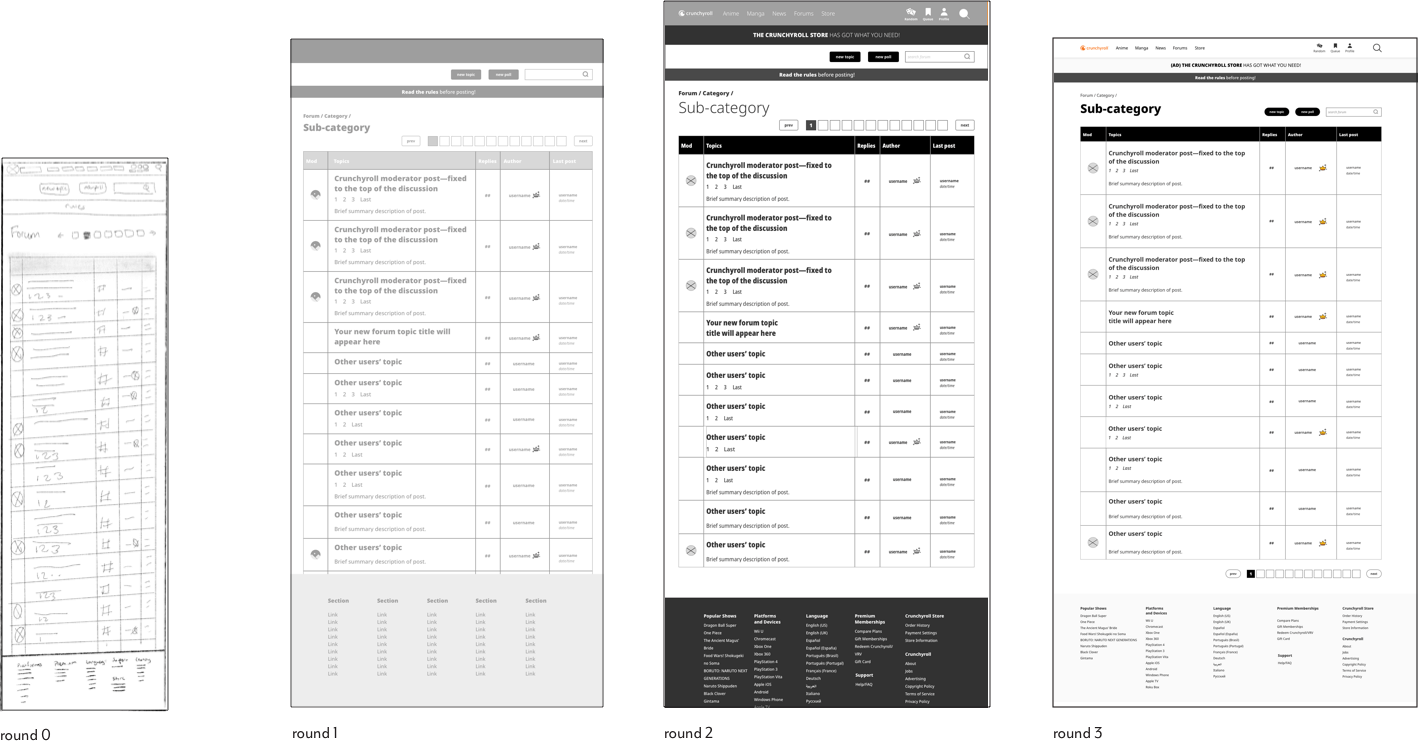 Forum
round 0
new topic new poll
Read the rules before posting!
Forum / Category /
Sub-category
prev next
Mod Topics Replies Author Last post
Crunchyroll moderator post—fixed
to the top of the discussion
1 2 3 Last
Brief summary description of post.
## username username
date/time
Crunchyroll moderator post—fixed
to the top of the discussion
1 2 3 Last
Brief summary description of post.
## username username
date/time
Crunchyroll moderator post—fixed
to the top of the discussion
1 2 3 Last
Brief summary description of post.
## username username
date/time
Your new forum topic title will
appear here
## username username
date/time
Other users’ topic
## username username
date/time
Other users’ topic
1 2 3 Last
## username username
date/time
Other users’ topic
1 2 Last
## username username
date/time
Other users’ topic
1 2 Last
## username username
date/time
Other users’ topic
1 2 Last
Brief summary description of post.
## username username
date/time
Other users’ topic
Brief summary description of post.
## username username
date/time
Other users’ topic
Brief summary description of post.
## username username
date/time
Section Section Section Section Section
Link Link Link Link Link
Link Link Link Link Link
Link Link Link Link Link
Link Link Link Link Link
Link Link Link Link Link
Link Link Link Link Link
Link Link Link Link Link
Link Link Link Link Link
Link Link Link Link Link
round 1
crunchyroll Anime Manga News Forums Store
Random Queue Profile
THE CRUNCHYROLL STORE HAS GOT WHAT YOU NEED!
new topic new poll
Read the rules before posting!
Forum / Category /
Sub-category
prev 1 next
Mod Topics Replies Author Last post
Crunchyroll moderator post—fixed to
the top of the discussion
1 2 3 Last
Brief summary description of post.
## username username
date/time
Crunchyroll moderator post—fixed to
the top of the discussion
1 2 3 Last
Brief summary description of post.
## username username
date/time
Crunchyroll moderator post—fixed to
the top of the discussion
1 2 3 Last
Brief summary description of post.
## username username
date/time
Your new forum topic
title will appear here
## username username
date/time
Other users’ topic
## username username
date/time
Other users’ topic
1 2 3 Last
## username username
date/time
Other users’ topic
1 2 Last
## username username
date/time
Other users’ topic
1 2 Last
## username username
date/time
Other users’ topic
1 2 Last
Brief summary description of post.
## username username
date/time
Other users’ topic
Brief summary description of post.
## username username
date/time
Other users’ topic
Brief summary description of post.
## username username
date/time
Popular Shows
Dragon Ball Super
One Piece
The Ancient Magus'
Bride
Food Wars! Shokugeki
no Soma
BORUTO: NARUTO NEXT
GENERATIONS
Naruto Shippuden
Black Clover
Gintama
Platforms
and Devices
Wii U
Chromecast
Xbox One
Xbox 360
PlayStation 4
PlayStation 3
PlayStation Vita
Apple iOS
Android
Windows Phone
Apple TV
Language
English (US)
English (UK)
Español
Español (España)
Português (Brasil)
Português (Portugal)
Français (France)
Deutsch
العربية
Italiano
Русский
Premium
Memberships
Compare Plans
Gift Memberships
Redeem Crunchyroll/
VRV
Gift Card
Support
Help/FAQ
Crunchyroll Store
Order History
Payment Settings
Store Information
Crunchyroll
About
Jobs
Advertising
Copyright Policy
Terms of Service
Privacy Policy
round 2
crunchyroll Anime Manga News Forums Store
Random Queue Profile
(AD) THE CRUNCHYROLL STORE HAS GOT WHAT YOU NEED!
Read the rules before posting!
Forum / Category /
Sub-category
new topic new poll
Mod Topics Replies Author Last post
Crunchyroll moderator post—fixed to the top
of the discussion
1 2 3 Last
Brief summary description of post.
## username username
date/time
Crunchyroll moderator post—fixed to the top
of the discussion
1 2 3 Last
Brief summary description of post.
## username username
date/time
Crunchyroll moderator post—fixed to the top
of the discussion
1 2 3 Last
Brief summary description of post.
## username username
date/time
Your new forum topic
title will appear here
## username username
date/time
Other users’ topic
## username username
date/time
Other users’ topic
1 2 3 Last
## username username
date/time
Other users’ topic
1 2 Last
## username username
date/time
Other users’ topic
1 2 Last
## username username
date/time
Other users’ topic
1 2 Last
Brief summary description of post.
## username username
date/time
Other users’ topic
Brief summary description of post.
## username username
date/time
Other users’ topic
Brief summary description of post.
## username username
date/time
prev 1 next
Popular Shows
Dragon Ball Super
One Piece
The Ancient Magus' Bride
Food Wars! Shokugeki no Soma
BORUTO: NARUTO NEXT GENERATIONS
Naruto Shippuden
Black Clover
Gintama
Platforms
and Devices
Wii U
Chromecast
Xbox One
Xbox 360
PlayStation 4
PlayStation 3
PlayStation Vita
Apple iOS
Android
Windows Phone
Apple TV
Roku Box
Language
English (US)
English (UK)
Español
Español (España)
Português (Brasil)
Português (Portugal)
Français (France)
Deutsch
العربية
Italiano
Русский
Premium Memberships
Compare Plans
Gift Memberships
Redeem Crunchyroll/VRV
Gift Card
Support
Help/FAQ
Crunchyroll Store
Order History
Payment Settings
Store Information
Crunchyroll
About
Jobs
Advertising
Copyright Policy
Terms of Service
Privacy Policy
round 3